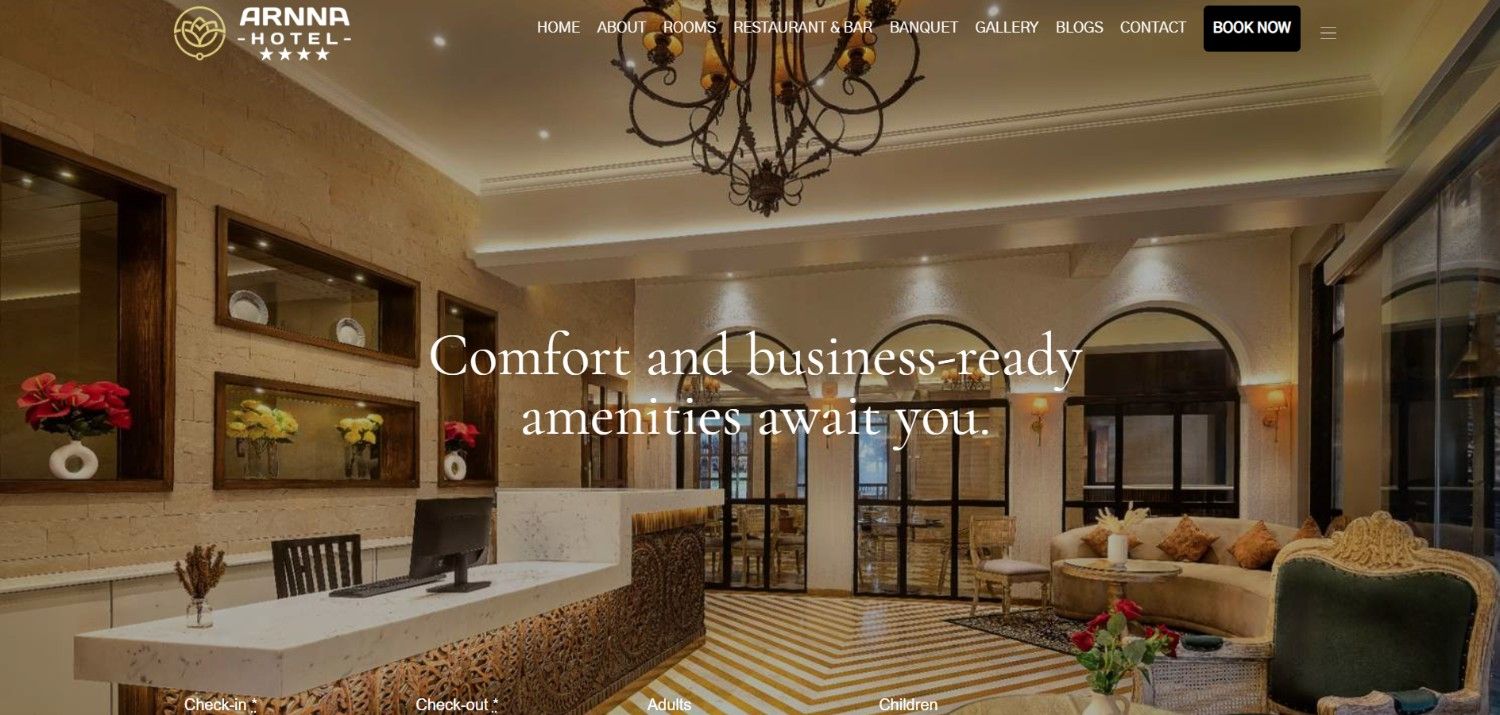 ARNNA
-HOTEL-
HOME ABOUT ROOMS RESTAURANT & BAR BANQUET GALLERY BLOGS CONTACT BOOK NOW
Comfort and business-ready
amenities await you.
Check-in * Check-out * Adults Children